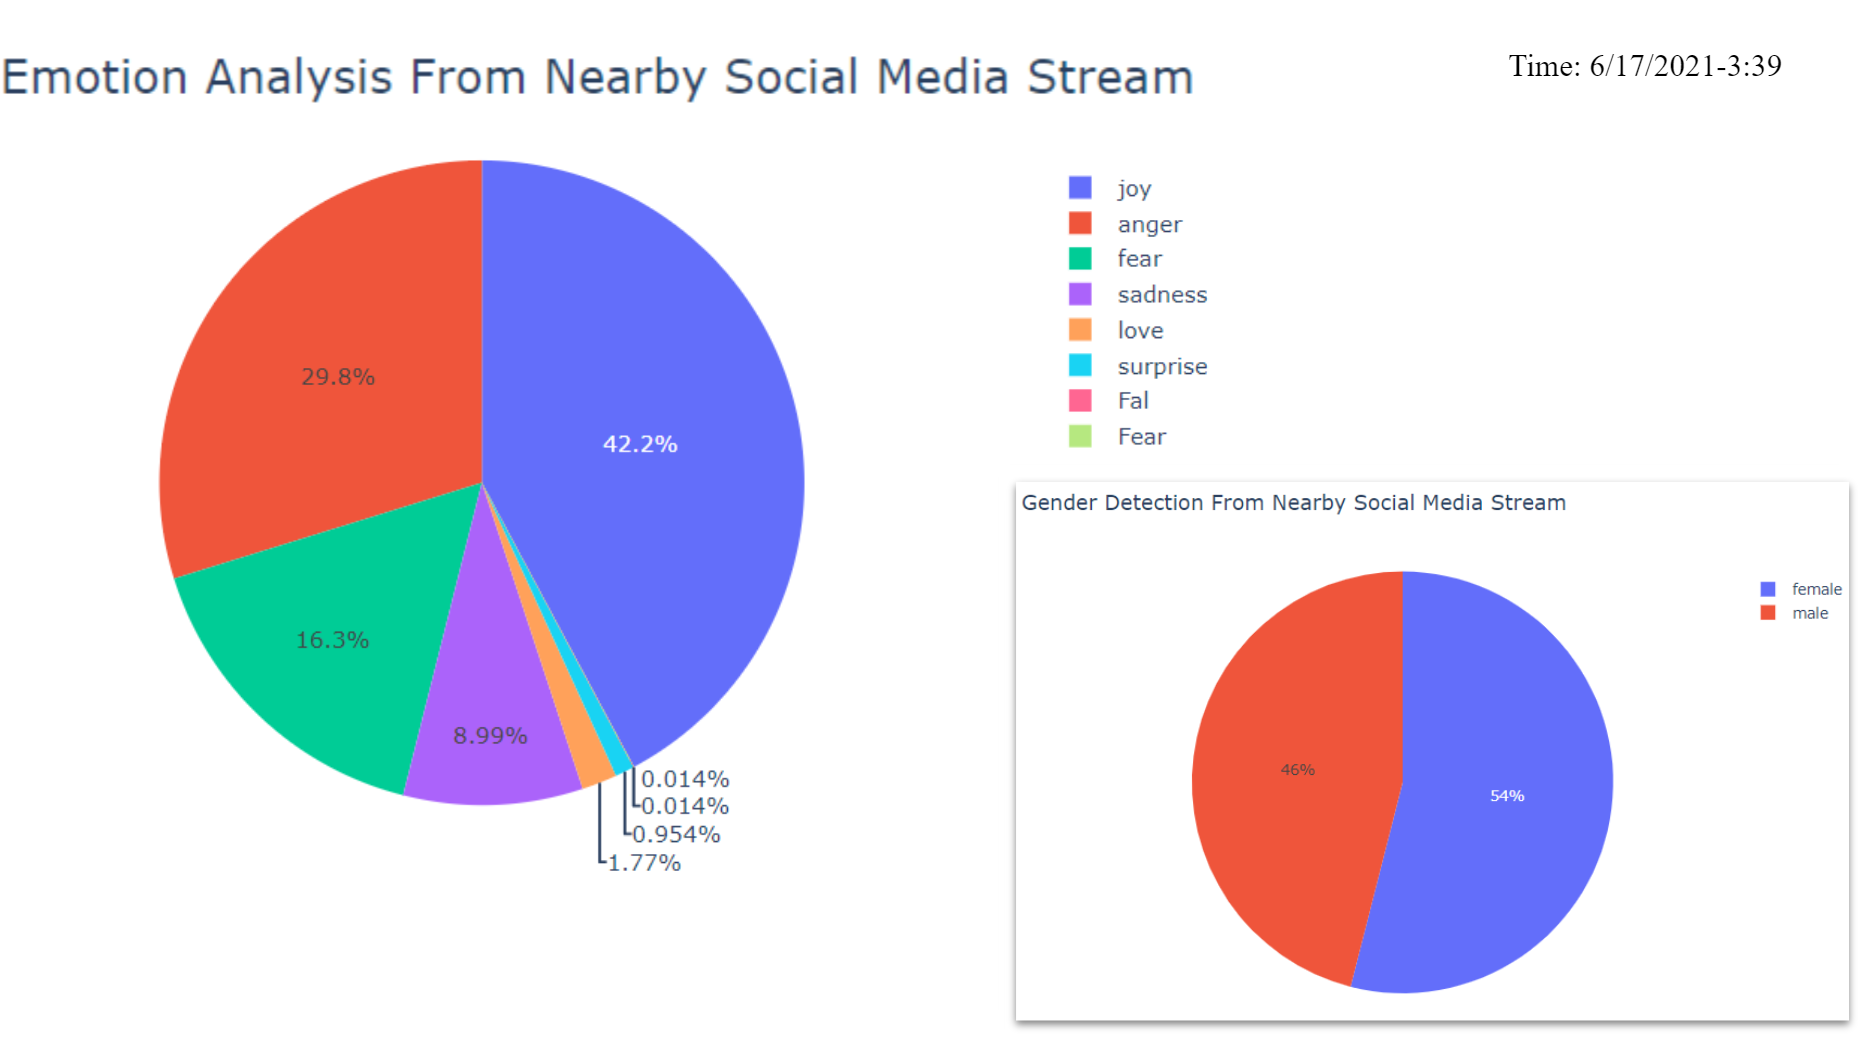 Emotion Analysis From Nearby Social Media Stream
Time: 6/17/2021-3:39
joy
anger
fear
sadness
love
surprise
Fal
Fear
29.8%
42.2%
16.3%
8.99%
0.014%
0.014%
0.954%
1.77%
Gender Detection From Nearby Social Media Stream
female
male
46%
54%